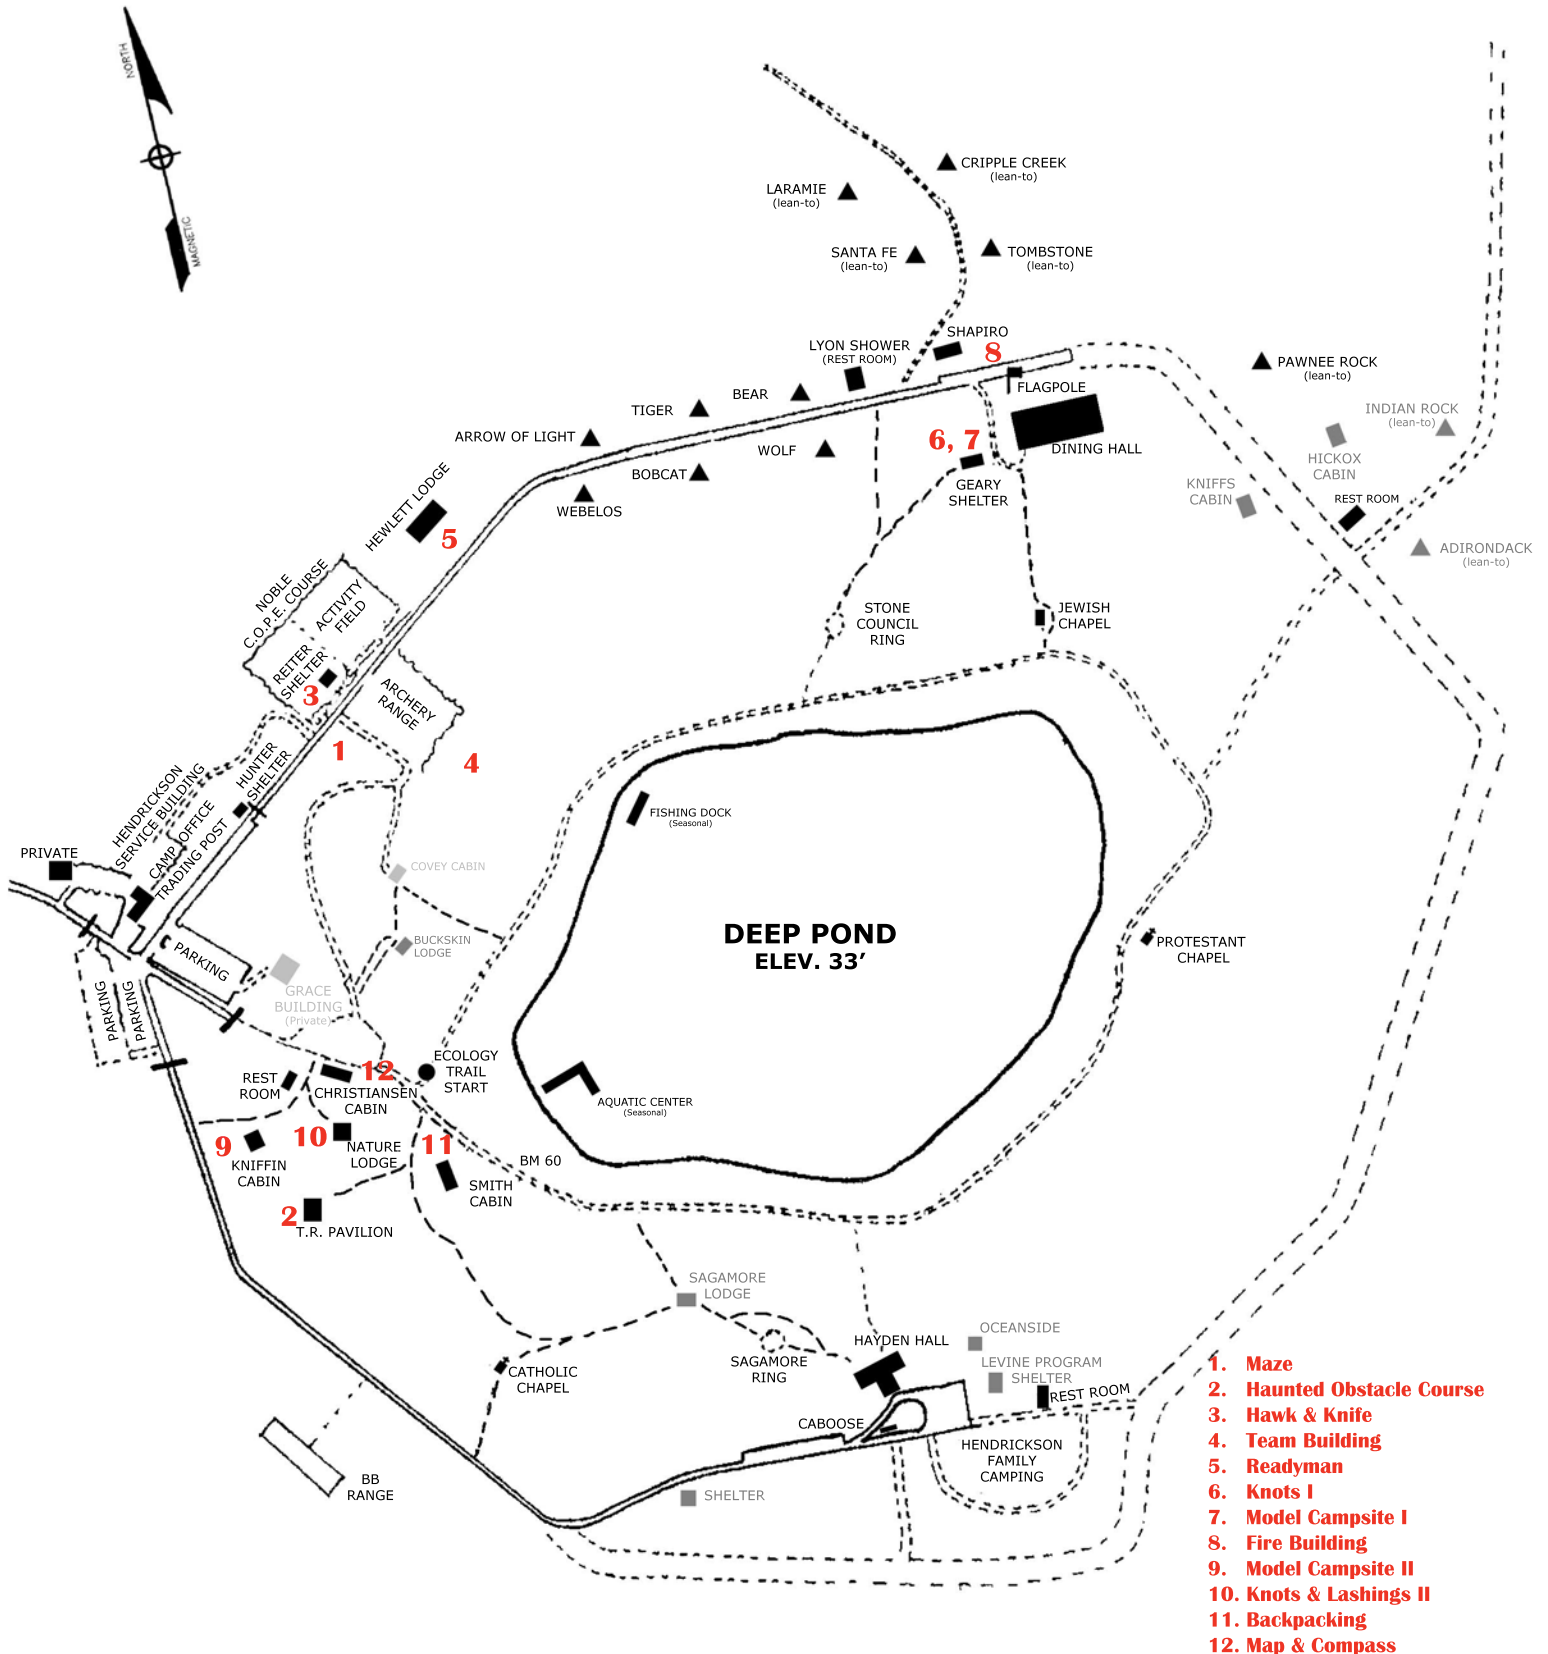 NORTH
MAGNETIC
CRIPPLE CREEK
(lean-to)
LARAMIE
(lean-to)
SANTA FE
(lean-to)
TOMBSTONE
(lean-to)
SHAPIRO
8
LYON SHOWER
(REST ROOM)
FLAGPOLE
PAWNEE ROCK
(lean-to)
BEAR
TIGER
ARROW OF LIGHT
WOLF
BOBCAT
WEBELOS
6, 7
DINING HALL
GEARY
SHELTER
INDIAN ROCK
(lean-to)
HICKOX
CABIN
KNIFFS
CABIN
REST ROOM
ADIRONDACK
(lean-to)
HEWLETT LODGE
5
NOBLE
C.O.P.E. COURSE
ACTIVITY
FIELD
REITER
SHELTER
3
ARCHERY
RANGE
STONE
COUNCIL
RING
JEWISH
CHAPEL
1
4
HUNTER
SHELTER
HENDRICKSON
SERVICE BUILDING
CAMP OFFICE
TRADING POST
PRIVATE
FISHING DOCK
(Seasonal)
COVEY CABIN
BUCKSKIN
LODGE
DEEP POND
ELEV. 33’
PROTESTANT
CHAPEL
PARKING
PARKING
PARKING
GRACE
BUILDING
(Private)
ECOLOGY
TRAIL
START
12
REST
ROOM
CHRISTIANSEN
CABIN
AQUATIC CENTER
(Seasonal)
9
KNIFFIN
CABIN
10
NATURE
LODGE
11
SMITH
CABIN
BM 60
2
T.R. PAVILION
SAGAMORE
LODGE
SAGAMORE
RING
HAYDEN HALL
OCEANSIDE
LEVINE PROGRAM
SHELTER
REST ROOM
CATHOLIC
CHAPEL
CABOOSE
HENDRICKSON
FAMILY
CAMPING
BB
RANGE
SHELTER
1. Maze
2. Haunted Obstacle Course
3. Hawk & Knife
4. Team Building
5. Readyman
6. Knots I
7. Model Campsite I
8. Fire Building
9. Model Campsite II
10. Knots & Lashings II
11. Backpacking
12. Map & Compass